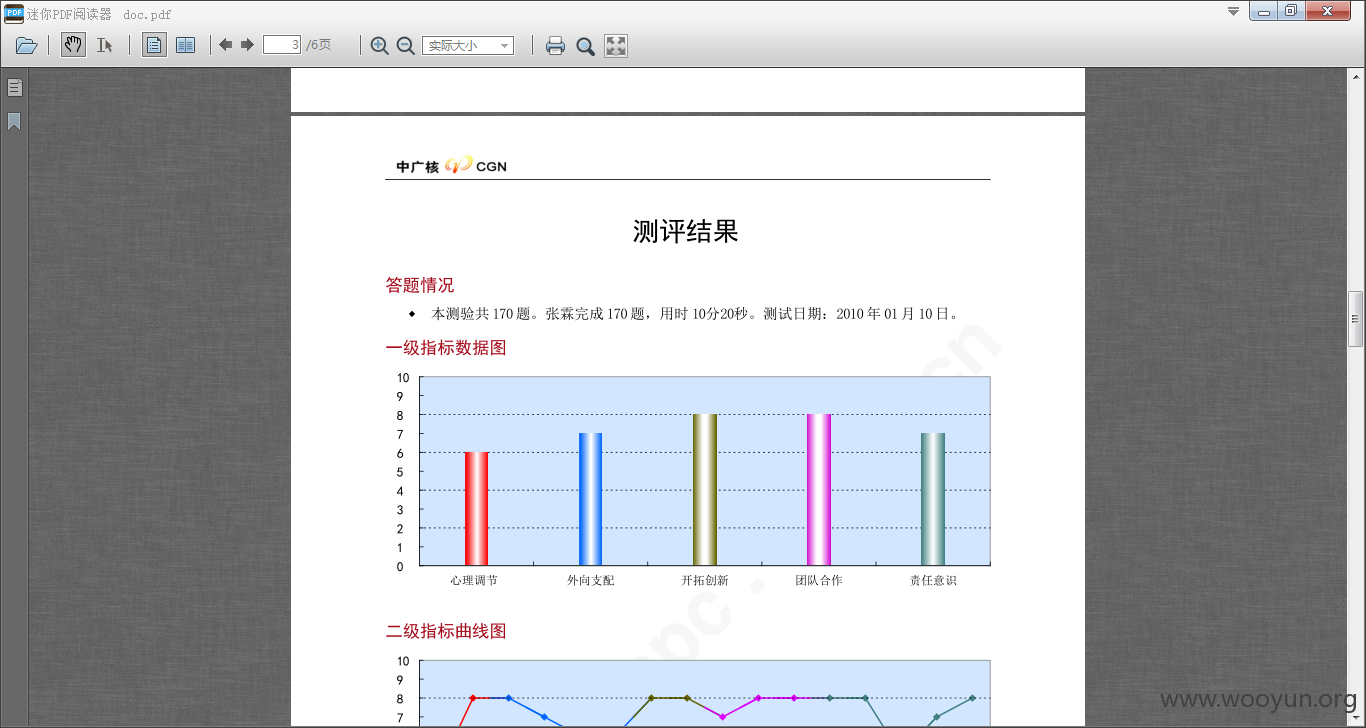 迷你PDF阅读器 doc.pdf
3 /6页 实际大小
中广核 CGN
测评结果
答题情况
◆ 本测验共 170 题。张霖完成 170 题，用时 10分20秒。测试日期：2010 年 01 月 10 日。
一级指标数据图
10
9
8
7
6
5
4
3
2
1
0
心理调节 外向支配 开拓创新 团队合作 责任意识
二级指标曲线图
10
9
8
7
www.wooyun.org